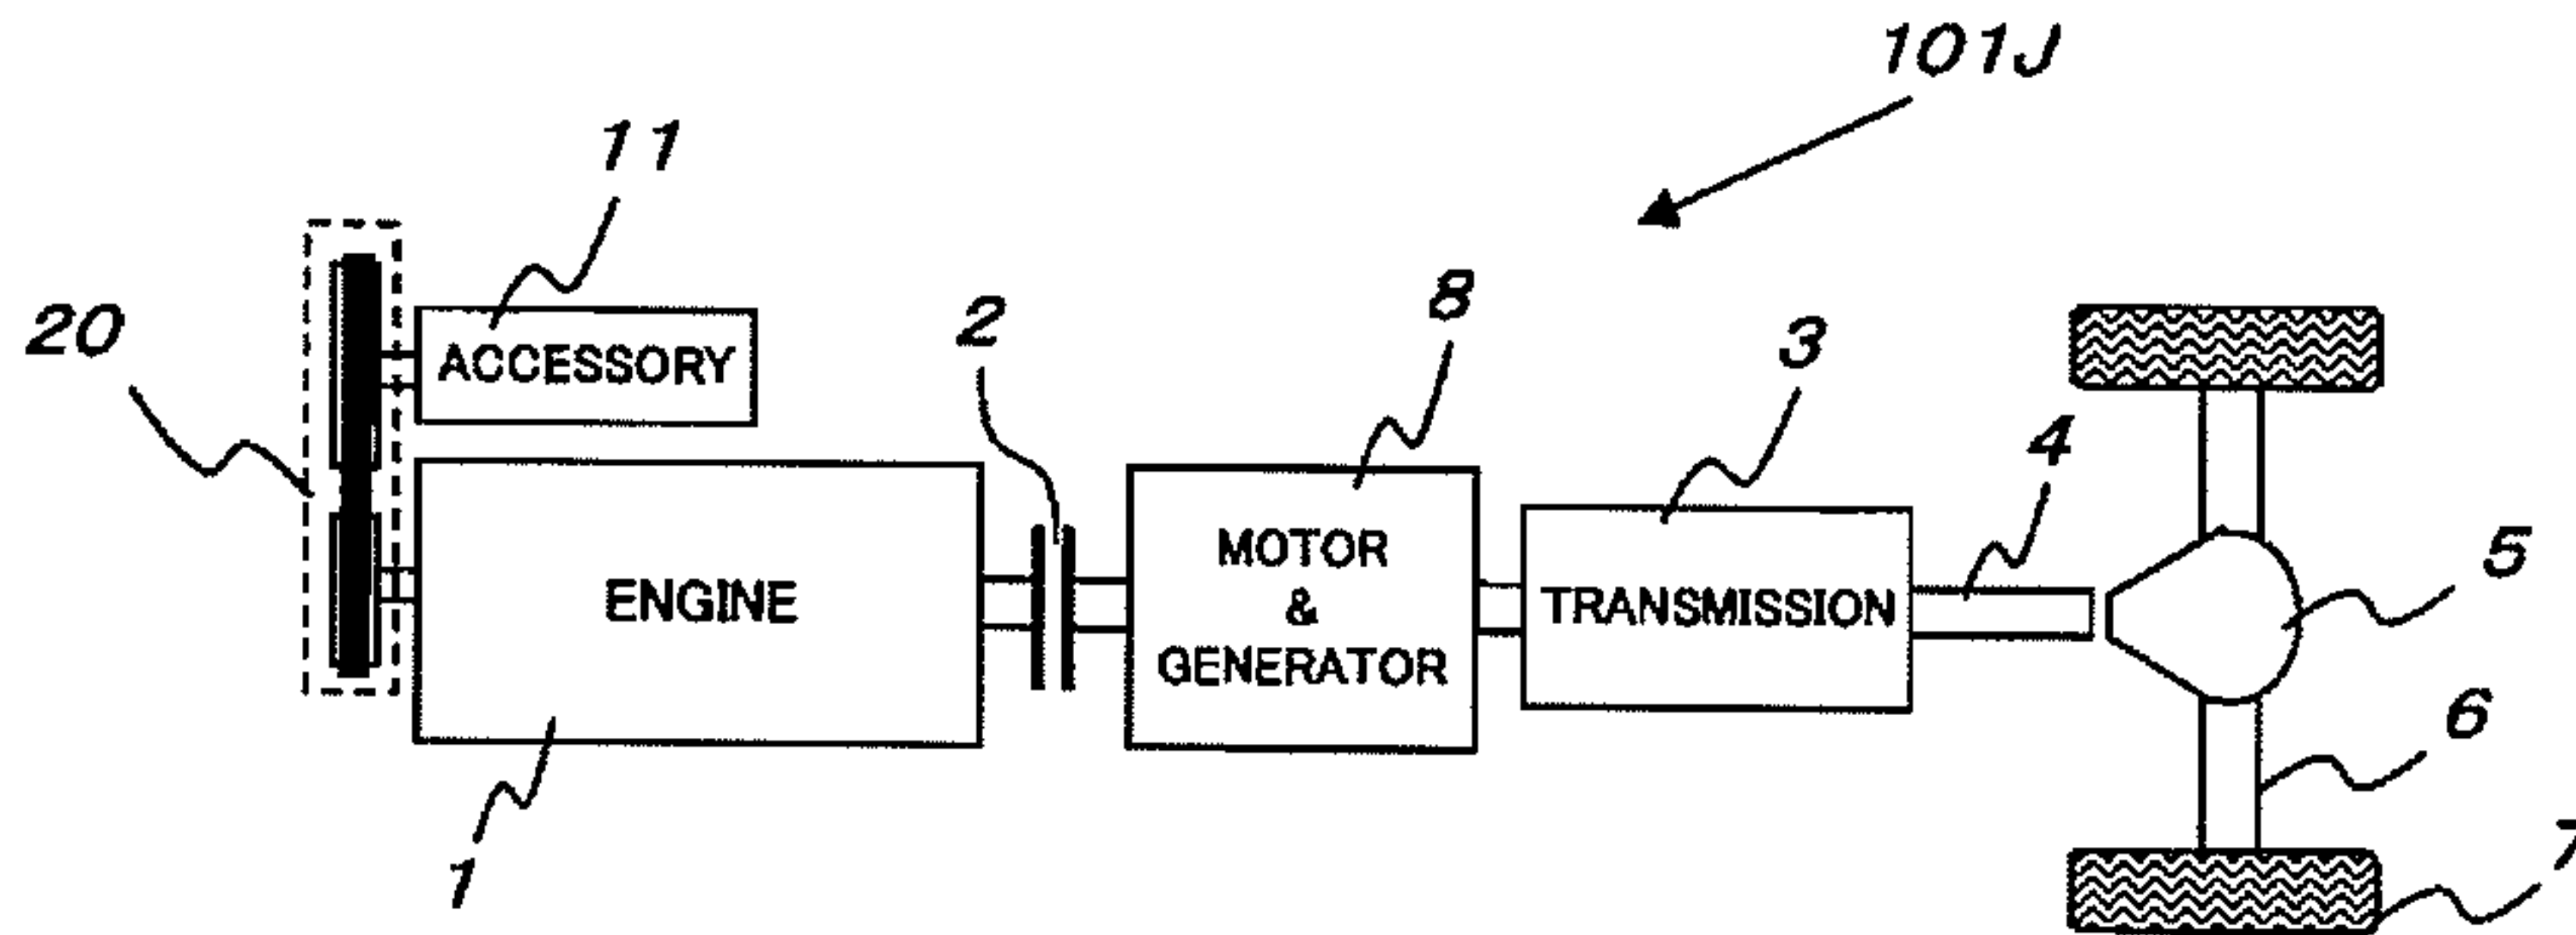 101J
11
20
ACCESSORY
2
8
3
4
MOTOR
&
GENERATOR
ENGINE
TRANSMISSION
5
6
1
7